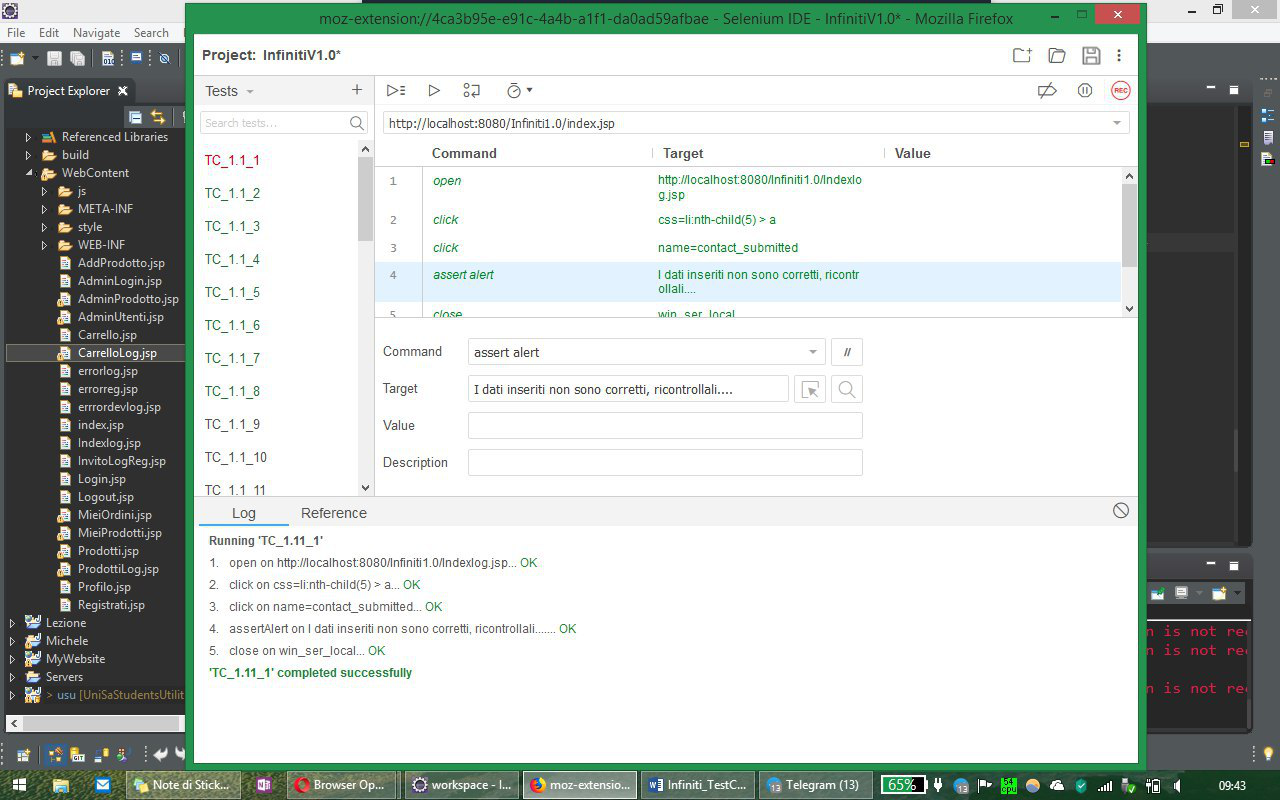 moz-extension://4ca3b95e-e91c-4a4b-a1f1-da0ad59afbae - Selenium IDE - InfinitiV1.0* - Mozilla Firefox
File Edit Navigate Search
Project Explorer
Referenced Libraries
build
WebContent
js
META-INF
style
WEB-INF
AddProdotto.jsp
AdminLogin.jsp
AdminProdotto.jsp
AdminUtenti.jsp
Carrello.jsp
CarrelloLog.jsp
errorlog.jsp
errorreg.jsp
errrordevlog.jsp
index.jsp
Indexlog.jsp
InvitoLogReg.jsp
Login.jsp
Logout.jsp
MieiOrdini.jsp
MieiProdotti.jsp
Prodotti.jsp
ProdottiLog.jsp
Profilo.jsp
Registrati.jsp
Lezione
Michele
MyWebsite
Servers
> usu [UniSaStudentsUtilit
Project: InfinitiV1.0*
Tests
Search tests...
TC_1.1_1
TC_1.1_2
TC_1.1_3
TC_1.1_4
TC_1.1_5
TC_1.1_6
TC_1.1_7
TC_1.1_8
TC_1.1_9
TC_1.1_10
TC_1.1_11
REC
http://localhost:8080/Infiniti1.0/index.jsp
Command Target Value
1 open http://localhost:8080/Infiniti1.0/Indexlo
g.jsp
2 click css=li:nth-child(5) > a
3 click name=contact_submitted
4 assert alert I dati inseriti non sono corretti, ricontr
ollali....
5 close win_ser_local
Command assert alert //
Target I dati inseriti non sono corretti, ricontrollali....
Value
Description
Log Reference
Running 'TC_1.11_1'
1. open on http://localhost:8080/Infiniti1.0/Indexlog.jsp... OK
2. click on css=li:nth-child(5) > a... OK
3. click on name=contact_submitted... OK
4. assertAlert on I dati inseriti non sono corretti, ricontrollali....... OK
5. close on win_ser_local... OK
'TC_1.11_1' completed successfully
n is not re
n is not re
n is not re
Note di Stick... Browser Op... workspace - I... moz-extensio... Infiniti_TestC... Telegram (13) 65% 13 09:43